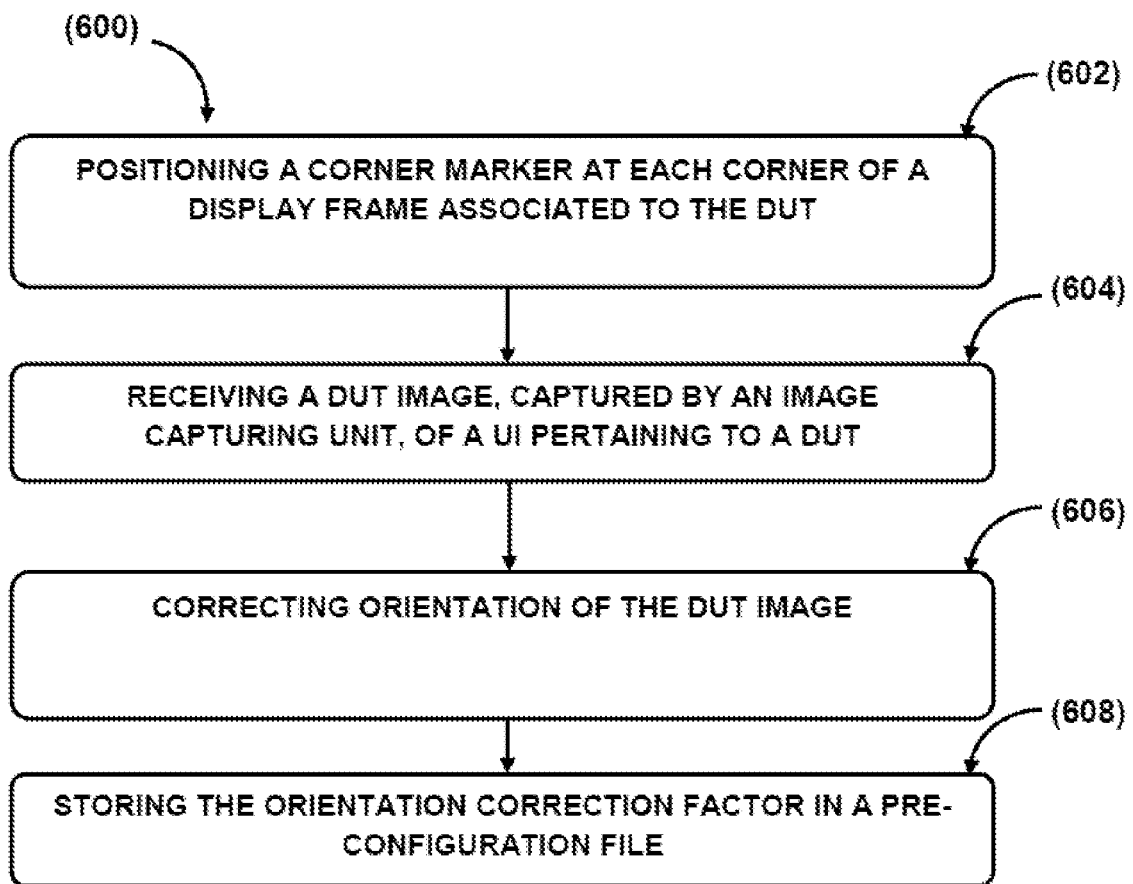 (600)
(602)
POSITIONING A CORNER MARKER AT EACH CORNER OF A
DISPLAY FRAME ASSOCIATED TO THE DUT
(604)
RECEIVING A DUT IMAGE, CAPTURED BY AN IMAGE
CAPTURING UNIT, OF A UI PERTAINING TO A DUT
(606)
CORRECTING ORIENTATION OF THE DUT IMAGE
(608)
STORING THE ORIENTATION CORRECTION FACTOR IN A PRE-
CONFIGURATION FILE